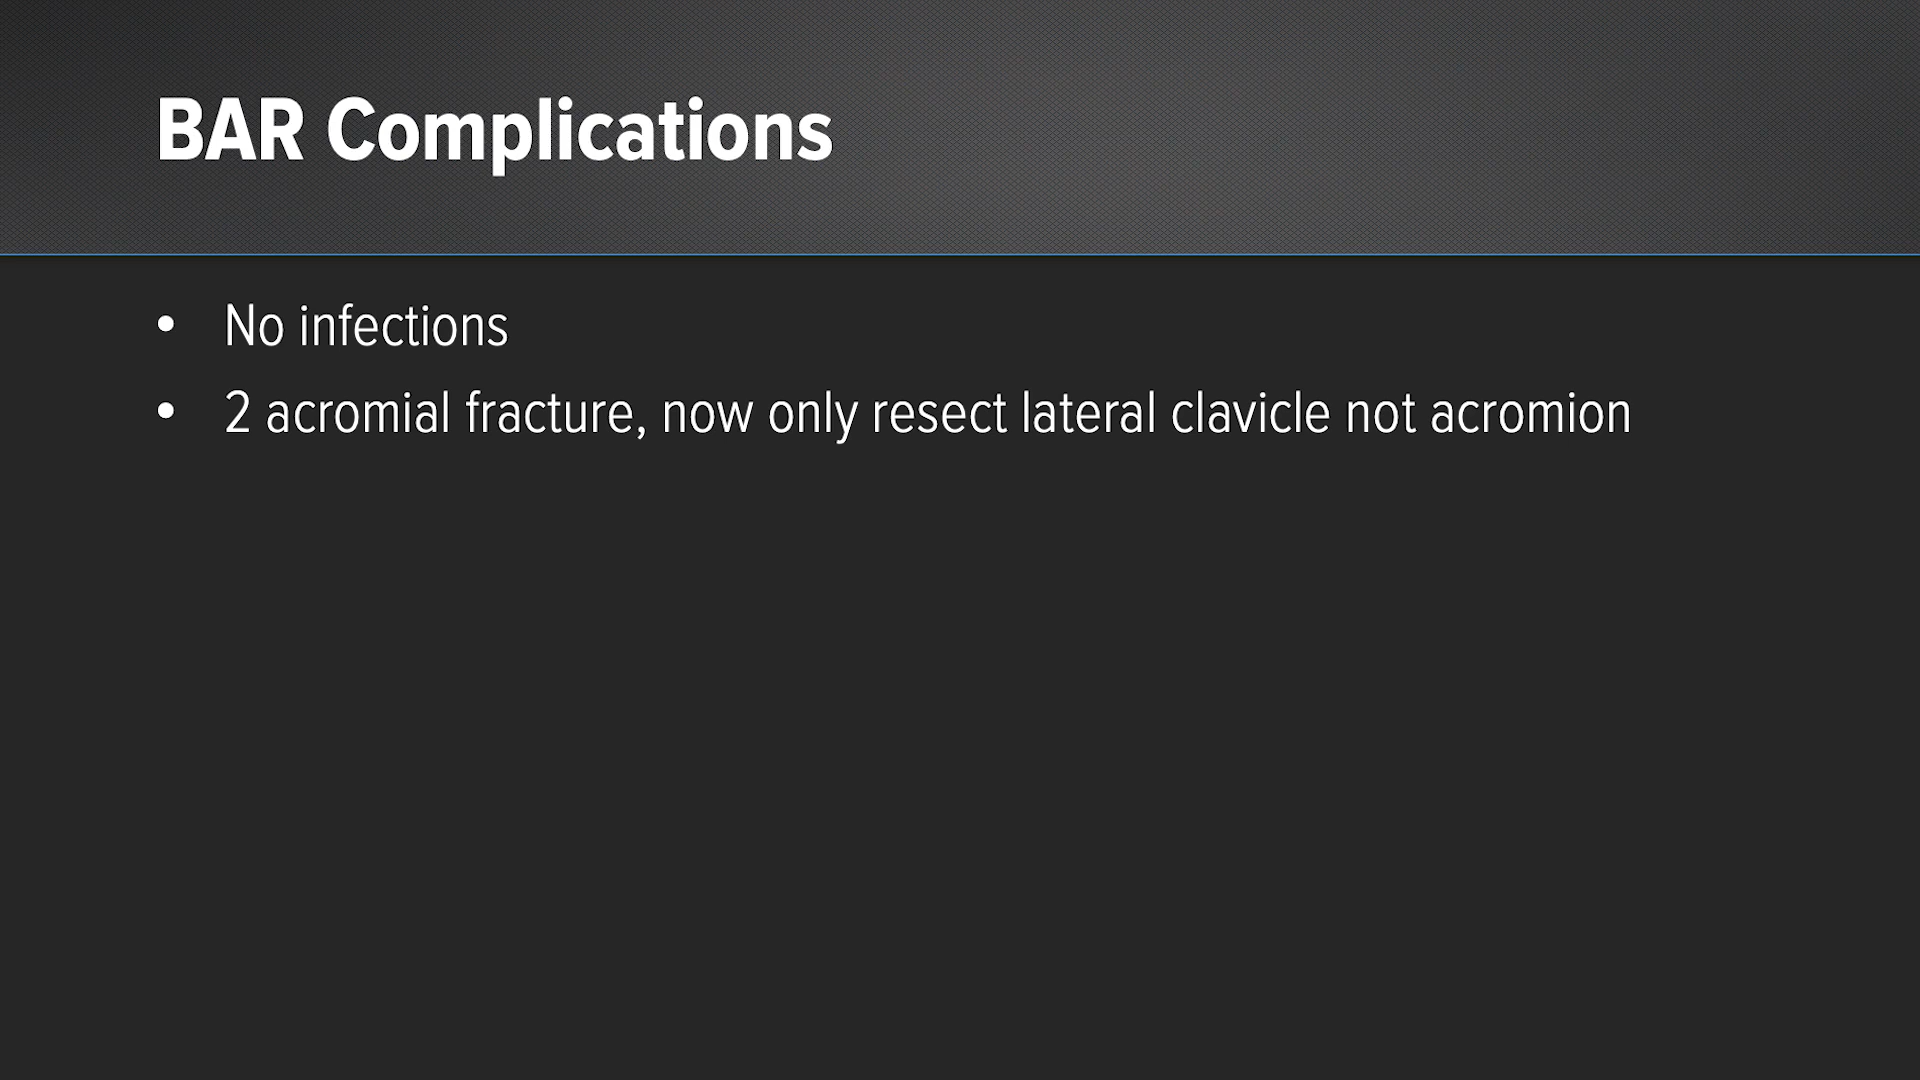 BAR Complications
• No infections
• 2 acromial fracture, now only resect lateral clavicle not acromion